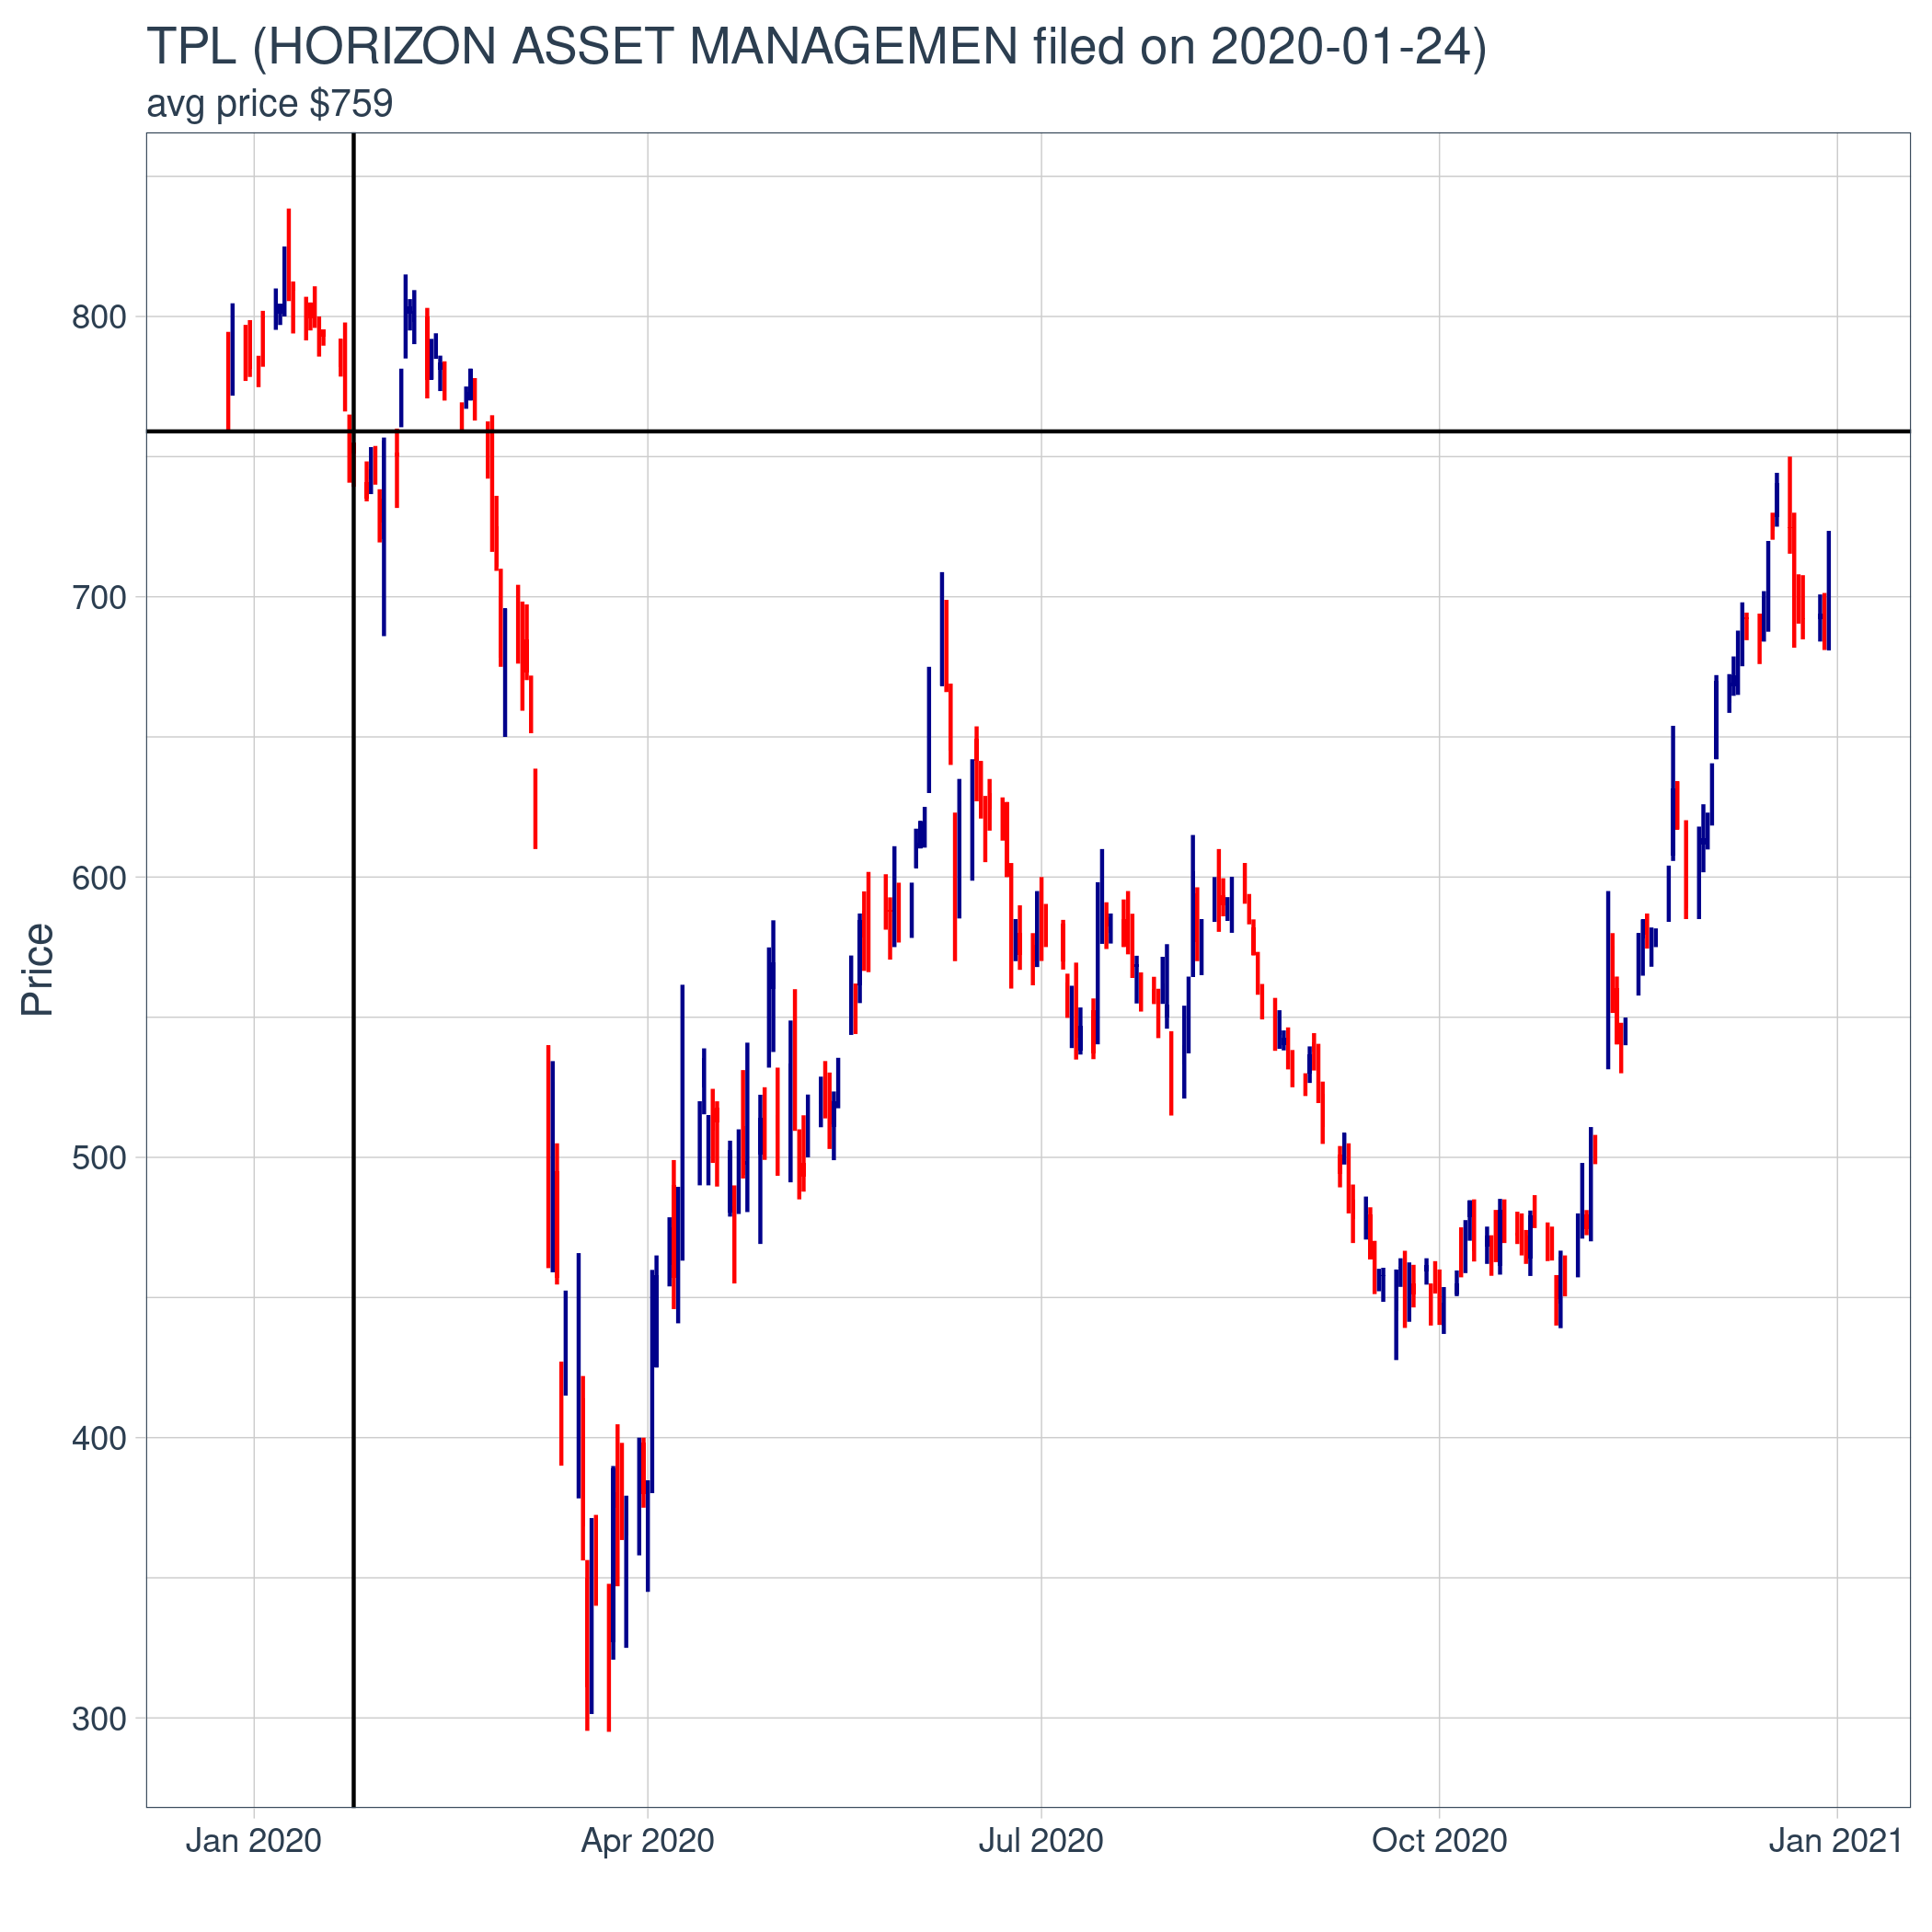 TPL (HORIZON ASSET MANAGEMEN filed on 2020-01-24)
avg price $759
800
700
600
500
400
300
Price
Jan 2020
Apr 2020
Jul 2020
Oct 2020
Jan 2021